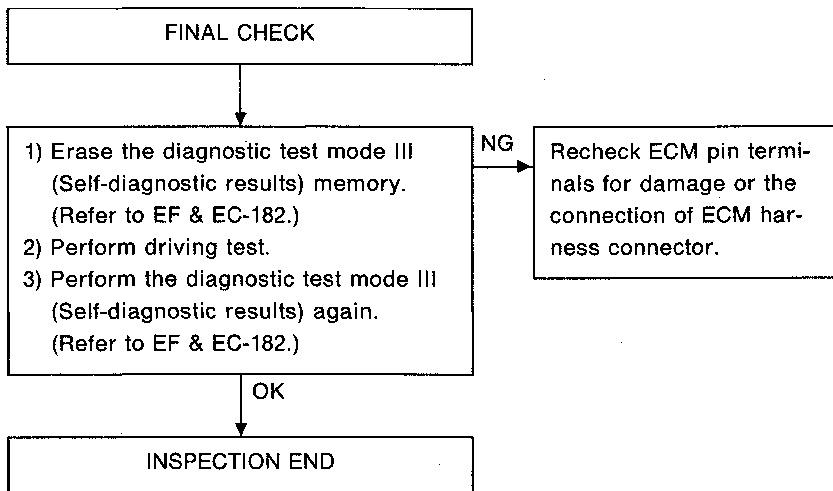 FINAL CHECK
1) Erase the diagnostic test mode III
(Self-diagnostic results) memory.
(Refer to EF & EC-182.)
2) Perform driving test.
3) Perform the diagnostic test mode III
(Self-diagnostic results) again.
(Refer to EF & EC-182.)
NG
Recheck ECM pin termi-
nals for damage or the
connection of ECM har-
ness connector.
OK
INSPECTION END